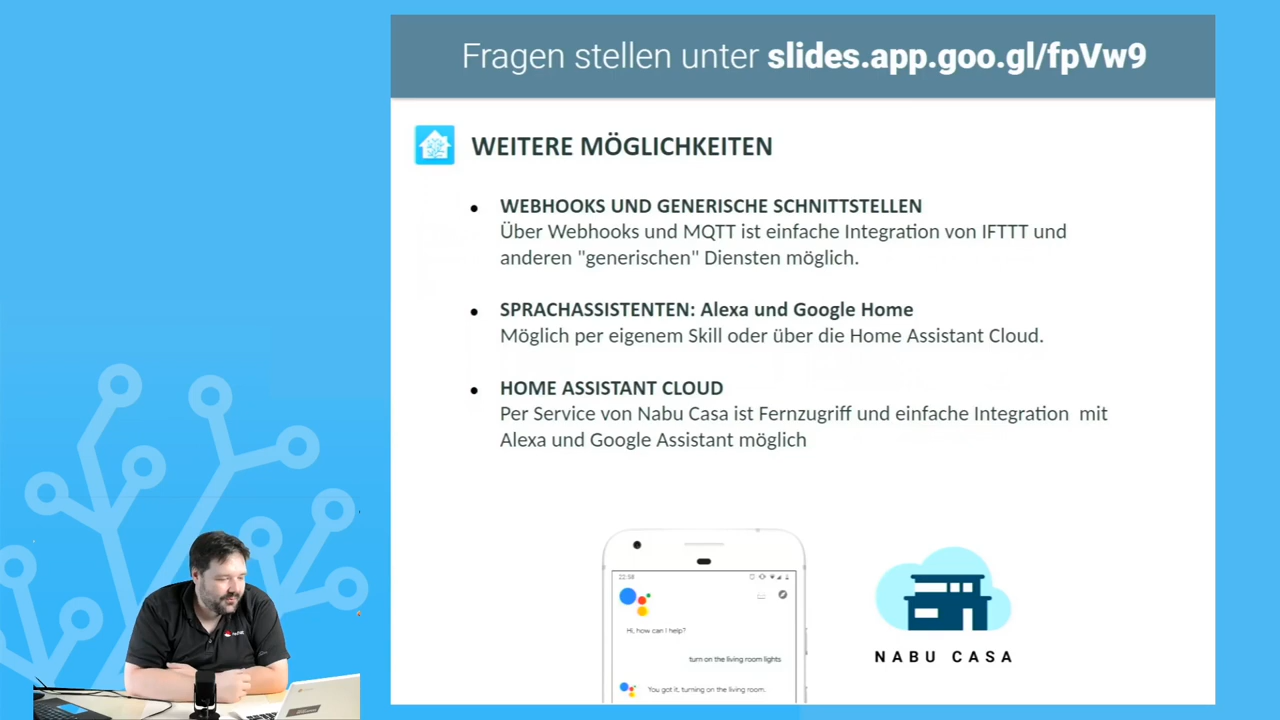 Fragen stellen unter slides.app.goo.gl/fpVw9
WEITERE MÖGLICHKEITEN
● WEBHOOKS UND GENERISCHE SCHNITTSTELLEN
Über Webhooks und MQTT ist einfache Integration von IFTTT und
anderen "generischen" Diensten möglich.
● SPRACHASSISTENTEN: Alexa und Google Home
Möglich per eigenem Skill oder über die Home Assistant Cloud.
● HOME ASSISTANT CLOUD
Per Service von Nabu Casa ist Fernzugriff und einfache Integration mit
Alexa und Google Assistant möglich
22:58
Hi, how can I help?
turn on the living room lights
You got it, turning on the living room.
NABU CASA